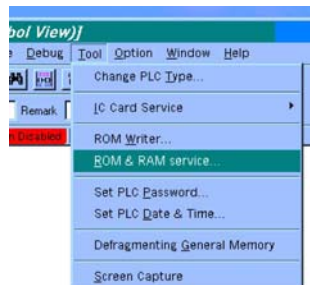 bol View)]
e Debug Tool Option Window Help
Change PLC Type...
IC Card Service
Remark
ROM Writer...
n Disabled
ROM & RAM service...
Set PLC Password...
Set PLC Date & Time...
Defragmenting General Memory
Screen Capture